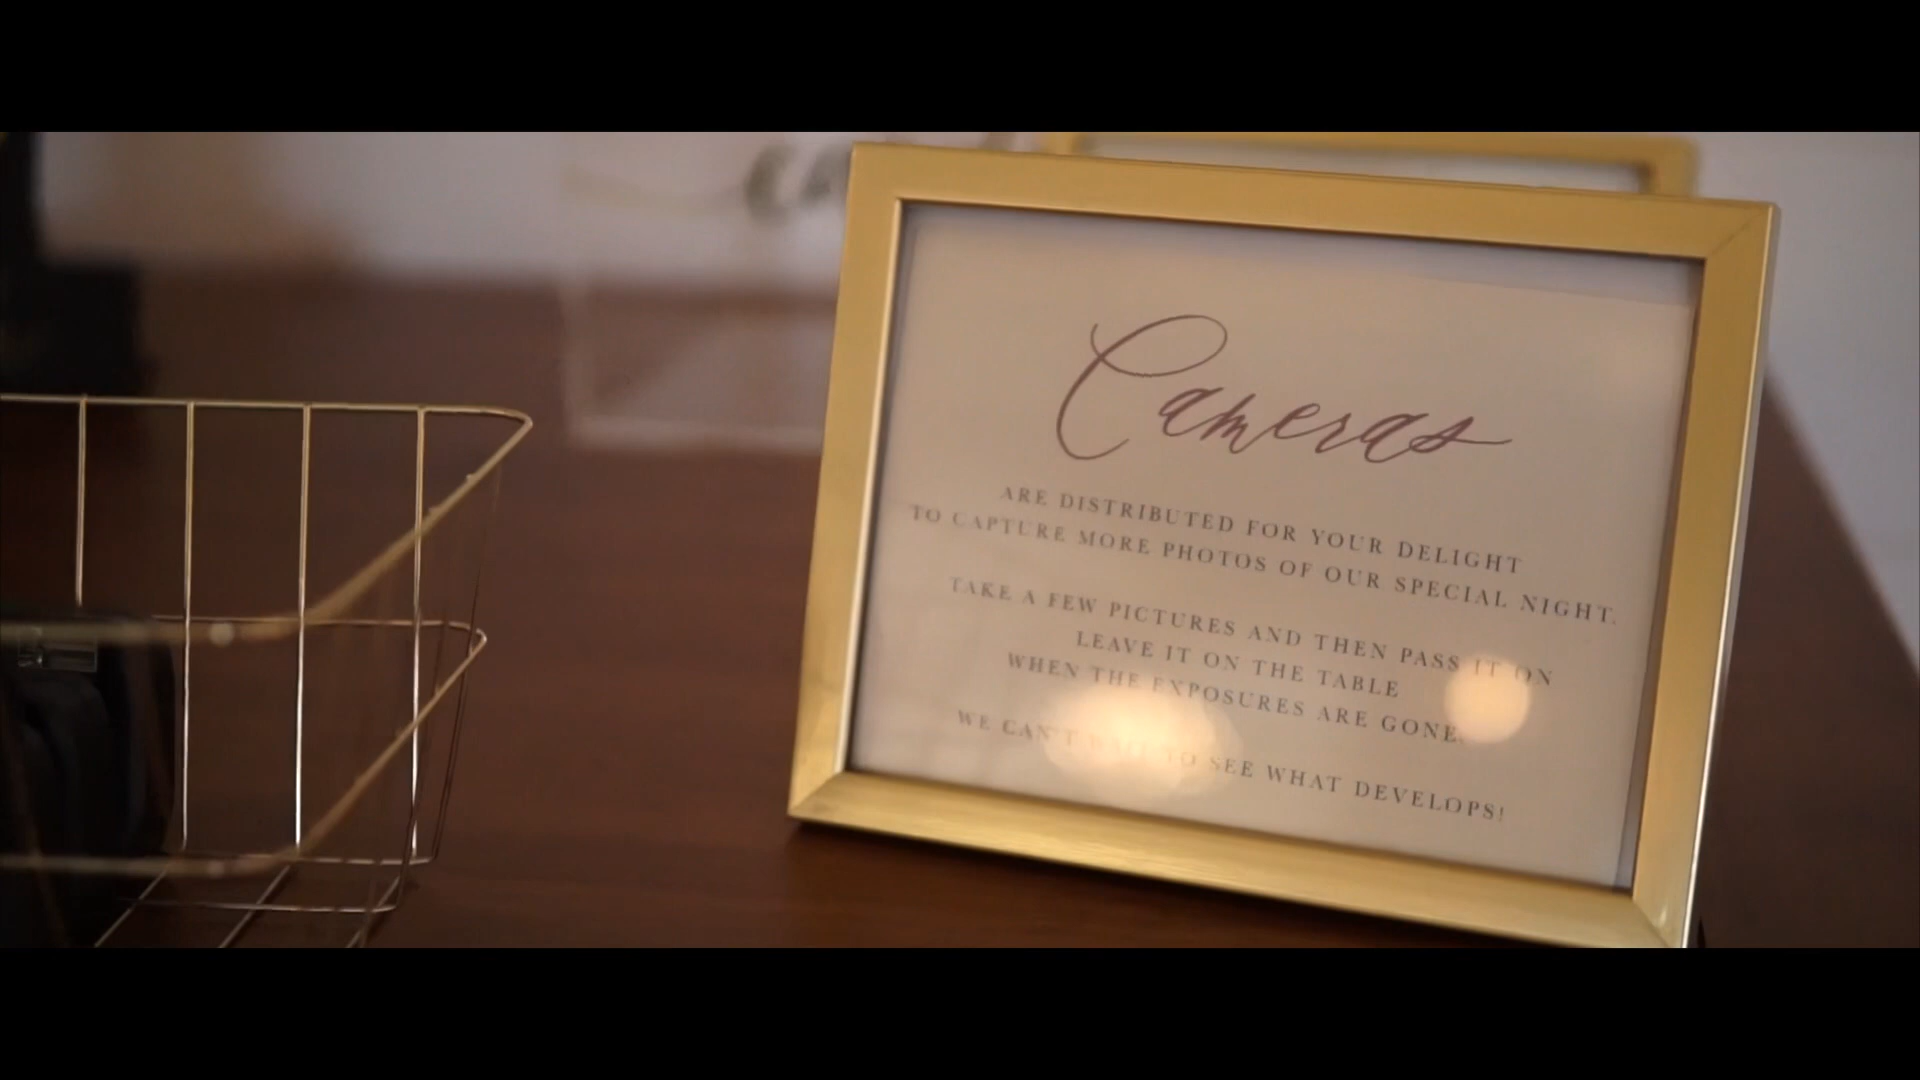 Cameras
ARE DISTRIBUTED FOR YOUR DELIGHT
TO CAPTURE MORE PHOTOS OF OUR SPECIAL NIGHT.
TAKE A FEW PICTURES AND THEN PASS IT ON
LEAVE IT ON THE TABLE
WHEN THE EXPOSURES ARE GONE.
WE CAN'T WAIT TO SEE WHAT DEVELOPS!